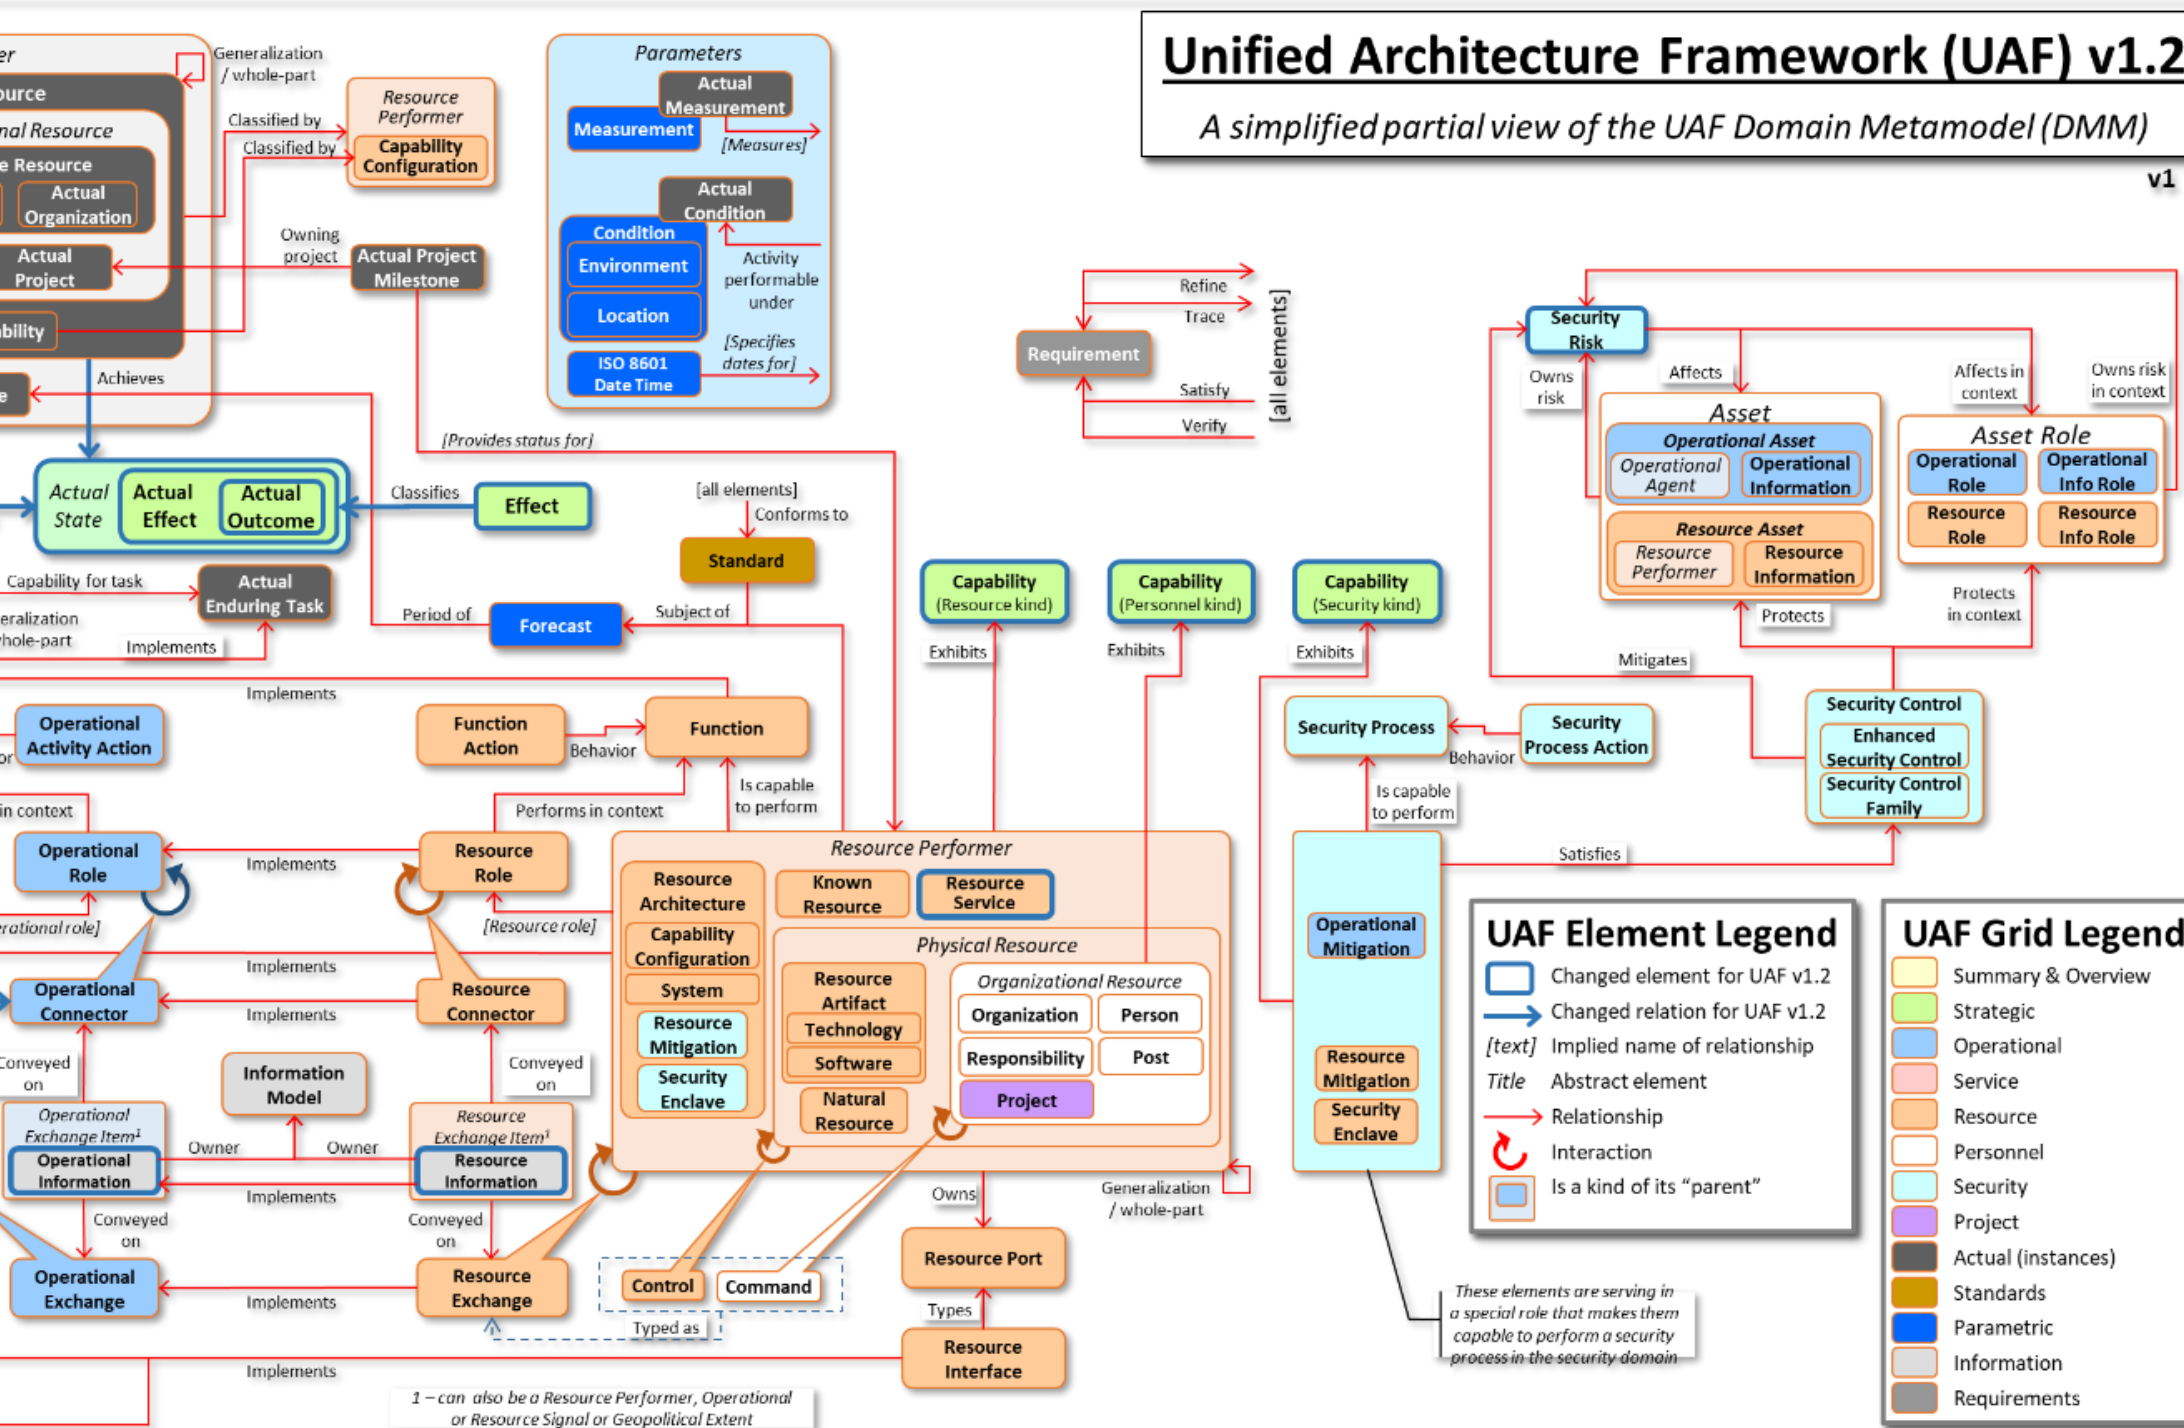 Unified Architecture Framework (UAF) v1.2
A simplified partial view of the UAF Domain Metamodel (DMM)
v1
er
ource
nal Resource
e Resource
Actual
Organization
Actual
Project
ability
e
Generalization
/ whole-part
Classified by
Classified by
Resource
Performer
Capability
Configuration
Owning
project
Actual Project
Milestone
Achieves
[Provides status for]
Parameters
Actual
Measurement
Measurement
[Measures]
Actual
Condition
Condition
Environment
Location
Activity
performable
under
[Specifies
dates for]
ISO 8601
Date Time
Refine
Trace
Requirement
Satisfy
Verify
[all elements]
Security
Risk
Owns
risk
Affects
Affects in
context
Owns risk
in context
Asset
Operational Asset
Operational
Agent
Operational
Information
Resource Asset
Resource
Performer
Resource
Information
Asset Role
Operational
Role
Operational
Info Role
Resource
Role
Resource
Info Role
Protects
Protects
in context
Mitigates
Security Control
Enhanced
Security Control
Security Control
Family
Actual
State
Actual
Effect
Actual
Outcome
Classifies
Effect
[all elements]
Conforms to
Standard
Capability for task
Actual
Enduring Task
eralization
whole-part
Implements
Period of
Forecast
Subject of
Capability
(Resource kind)
Capability
(Personnel kind)
Capability
(Security kind)
Exhibits
Exhibits
Exhibits
Implements
Operational
Activity Action
or
Function
Action
Behavior
Function
Security Process
Behavior
Security
Process Action
Is capable
to perform
Is capable
to perform
in context
Performs in context
Operational
Role
Implements
Resource
Role
erational role]
[Resource role]
Satisfies
Implements
Operational
Connector
Implements
Resource
Connector
Conveyed
on
Conveyed
on
Information
Model
Operational
Exchange Item1
Operational
Information
Owner
Owner
Resource
Exchange Item1
Resource
Information
Implements
Conveyed
on
Conveyed
on
Operational
Exchange
Implements
Resource
Exchange
Resource Performer
Resource
Architecture
Capability
Configuration
System
Resource
Mitigation
Security
Enclave
Known
Resource
Resource
Service
Physical Resource
Resource
Artifact
Technology
Software
Natural
Resource
Organizational Resource
Organization
Person
Responsibility
Post
Project
Control
Command
Typed as
Owns
Generalization
/ whole-part
Resource Port
Types
Resource
Interface
Implements
1 – can also be a Resource Performer, Operational
or Resource Signal or Geopolitical Extent
Operational
Mitigation
Resource
Mitigation
Security
Enclave
These elements are serving in
a special role that makes them
capable to perform a security
process in the security domain
UAF Element Legend
Changed element for UAF v1.2
Changed relation for UAF v1.2
[text] Implied name of relationship
Title Abstract element
Relationship
Interaction
Is a kind of its “parent”
UAF Grid Legend
Summary & Overview
Strategic
Operational
Service
Resource
Personnel
Security
Project
Actual (instances)
Standards
Parametric
Information
Requirements